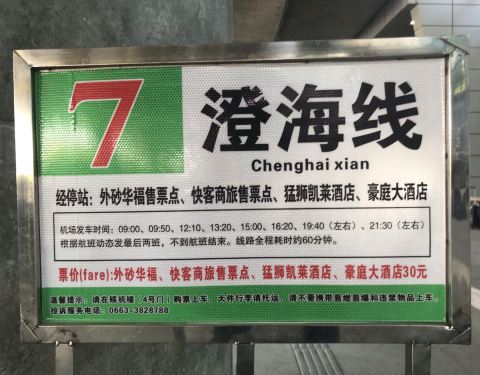 7
澄海线
Chenghai xian
经停站：外砂华福售票点、快客商旅售票点、猛狮凯莱酒店、豪庭大酒店
机场发车时间：09:00、09:50、12:10、13:20、15:00、16:20、19:40（左右）、21:30（左右）
根据航班动态发最后两班，不到航班结束。线路全程耗时约60分钟。
票价(fare):外砂华福、快客商旅售票点、猛狮凯莱酒店、豪庭大酒店30元
温馨提示：请在候机楼（4号门）购票上车，大件行李请托运，请不要携带易燃易爆和违禁物品上车。
投诉服务电话：0663-3828788